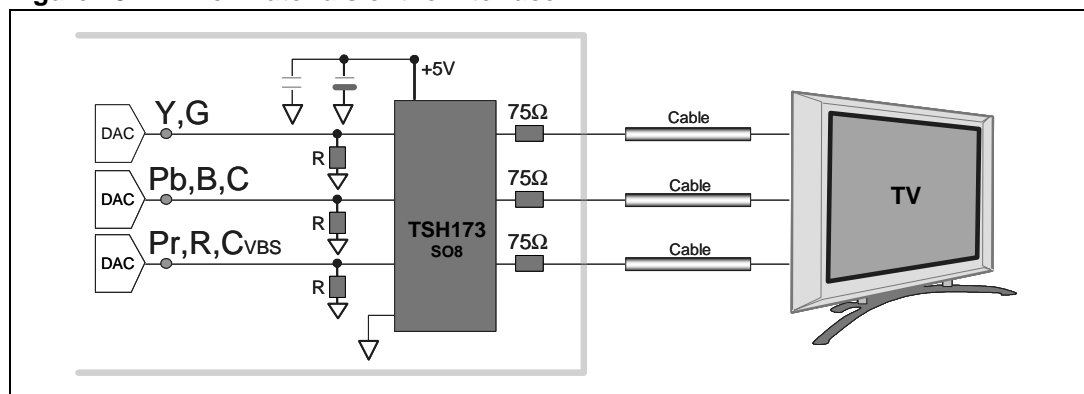 +5V
Y,G
75Ω
Cable
DAC
R
Pb,B,C
75Ω
Cable
DAC
TV
R
TSH173
SO8
Pr,R,CVBS
75Ω
Cable
DAC
R